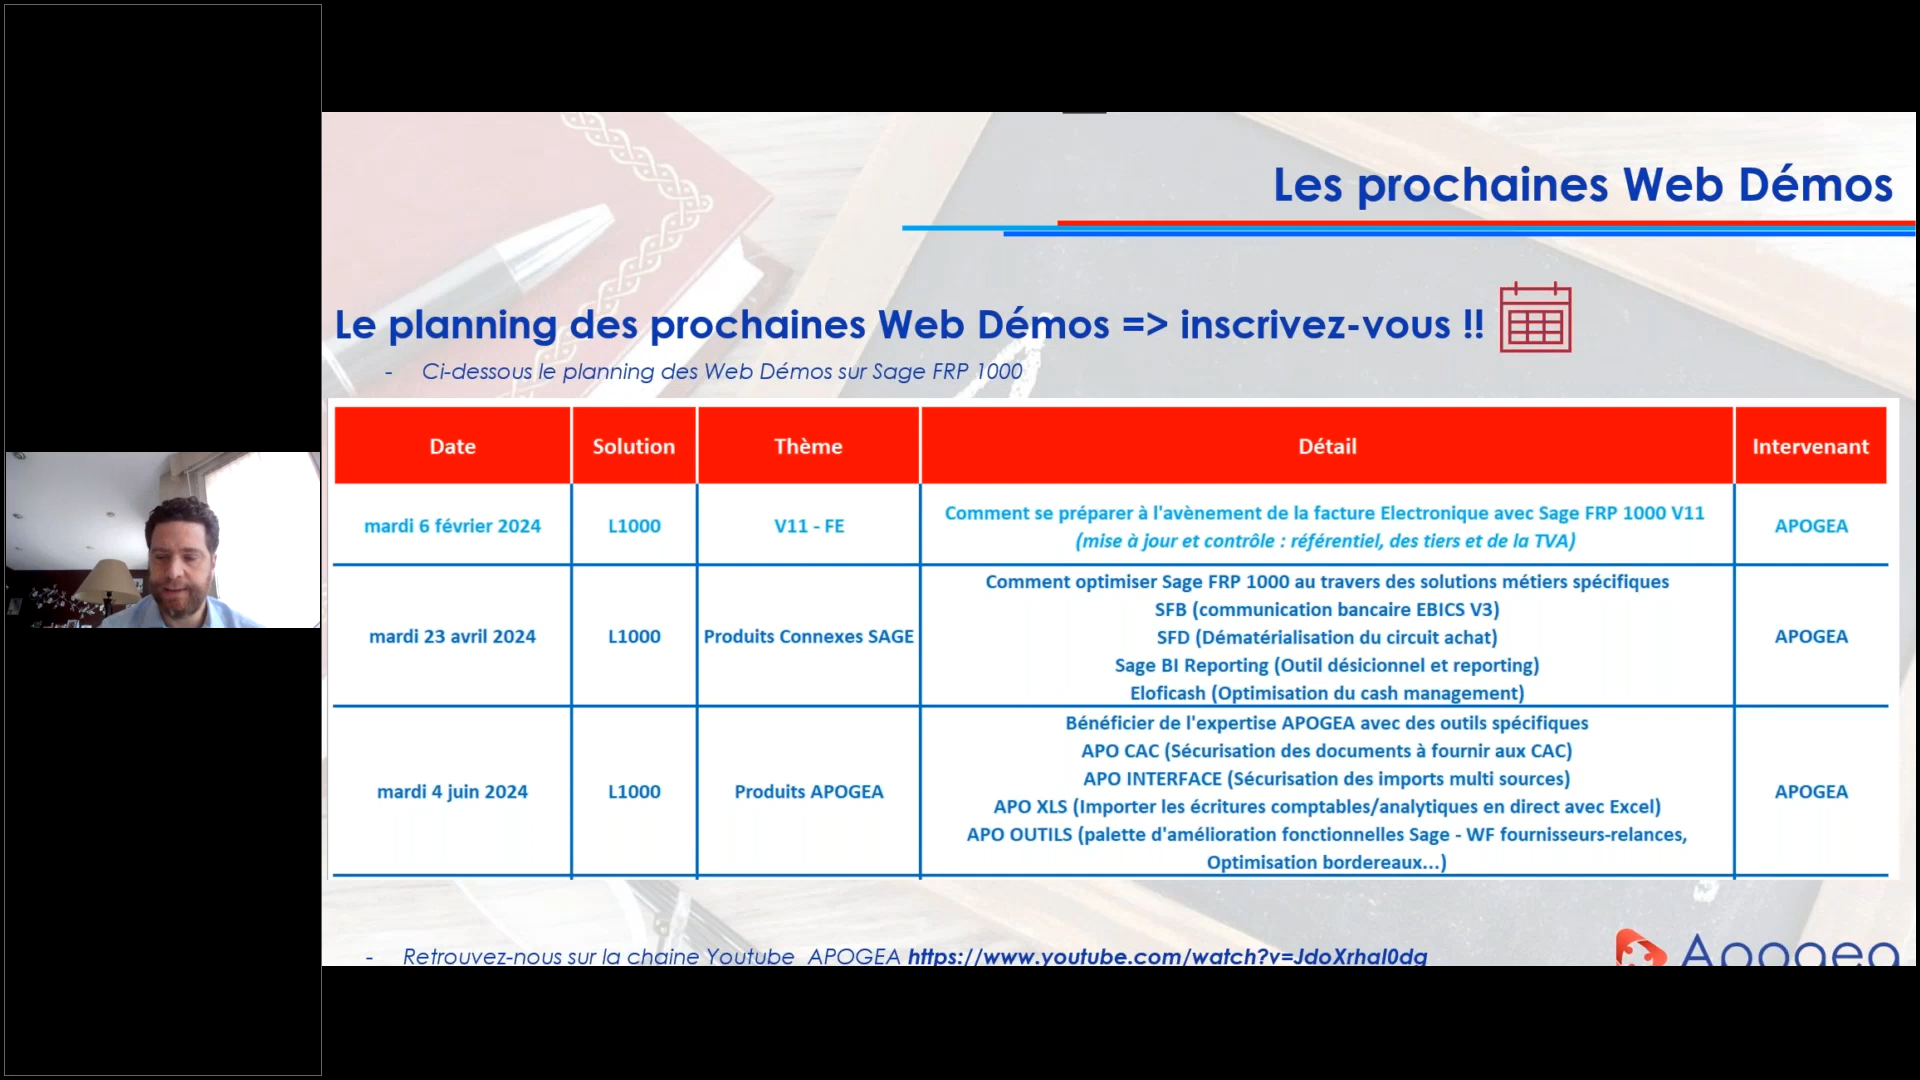 Les prochaines Web Démos
Le planning des prochaines Web Démos => inscrivez-vous !!
- Ci-dessous le planning des Web Démos sur Sage FRP 1000
Date Solution Thème Détail Intervenant
mardi 6 février 2024 L1000 V11 - FE Comment se préparer à l'avènement de la facture Electronique avec Sage FRP 1000 V11
(mise à jour et contrôle : référentiel, des tiers et de la TVA) APOGEA
mardi 23 avril 2024 L1000 Produits Connexes SAGE Comment optimiser Sage FRP 1000 au travers des solutions métiers spécifiques
SFB (communication bancaire EBICS V3)
SFD (Dématérialisation du circuit achat)
Sage BI Reporting (Outil désicionnel et reporting)
Eloficash (Optimisation du cash management) APOGEA
mardi 4 juin 2024 L1000 Produits APOGEA Bénéficier de l'expertise APOGEA avec des outils spécifiques
APO CAC (Sécurisation des documents à fournir aux CAC)
APO INTERFACE (Sécurisation des imports multi sources)
APO XLS (Importer les écritures comptables/analytiques en direct avec Excel)
APO OUTILS (palette d'amélioration fonctionnelles Sage - WF fournisseurs-relances,
Optimisation bordereaux...) APOGEA
- Retrouvez-nous sur la chaine Youtube APOGEA https://www.youtube.com/watch?v=JdoXrhal0dg
Apogea